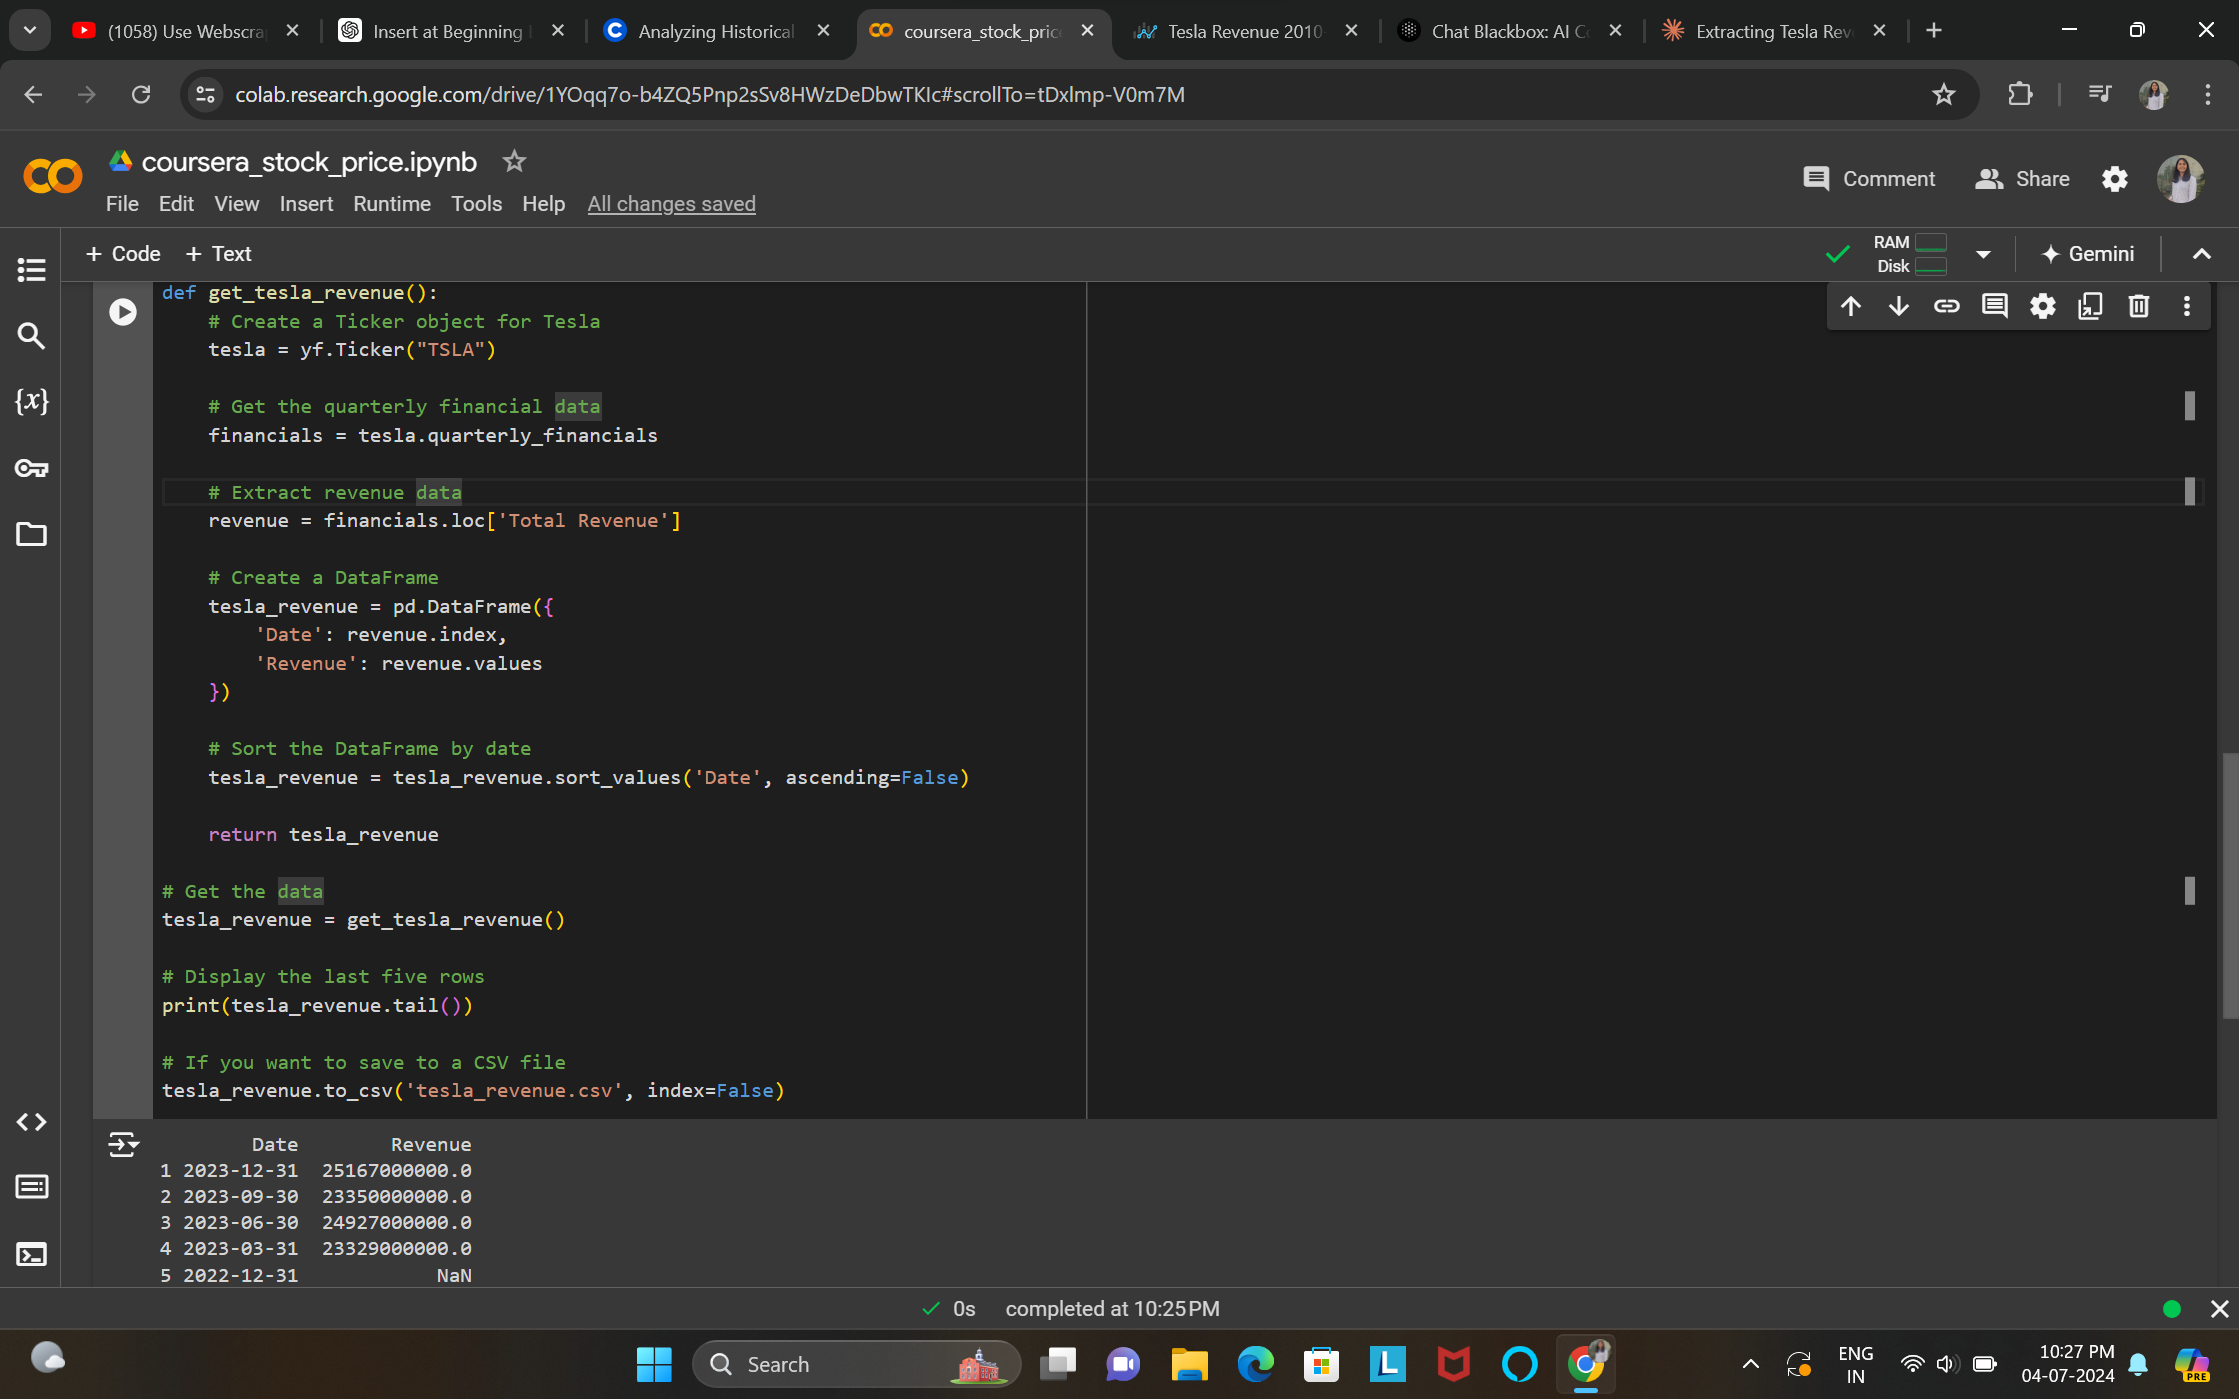 (1058) Use Webscra
Insert at Beginning
Analyzing Historical
coursera_stock_pric
Tesla Revenue 2010
Chat Blackbox: AI C
Extracting Tesla Rev
colab.research.google.com/drive/1YOqq7o-b4ZQ5Pnp2sSv8HWzDeDbwTKIc#scrollTo=tDxlmp-V0m7M
coursera_stock_price.ipynb
Comment
Share
File Edit View Insert Runtime Tools Help All changes saved
+ Code + Text
RAM
Disk
Gemini
def get_tesla_revenue():
# Create a Ticker object for Tesla
tesla = yf.Ticker("TSLA")
# Get the quarterly financial data
financials = tesla.quarterly_financials
# Extract revenue data
revenue = financials.loc['Total Revenue']
# Create a DataFrame
tesla_revenue = pd.DataFrame({
'Date': revenue.index,
'Revenue': revenue.values
})
# Sort the DataFrame by date
tesla_revenue = tesla_revenue.sort_values('Date', ascending=False)
return tesla_revenue
# Get the data
tesla_revenue = get_tesla_revenue()
# Display the last five rows
print(tesla_revenue.tail())
# If you want to save to a CSV file
tesla_revenue.to_csv('tesla_revenue.csv', index=False)
Date Revenue
1 2023-12-31 25167000000.0
2 2023-09-30 23350000000.0
3 2023-06-30 24927000000.0
4 2023-03-31 23329000000.0
5 2022-12-31 NaN
0s completed at 10:25 PM
Search
ENG
IN
10:27 PM
04-07-2024
PRE